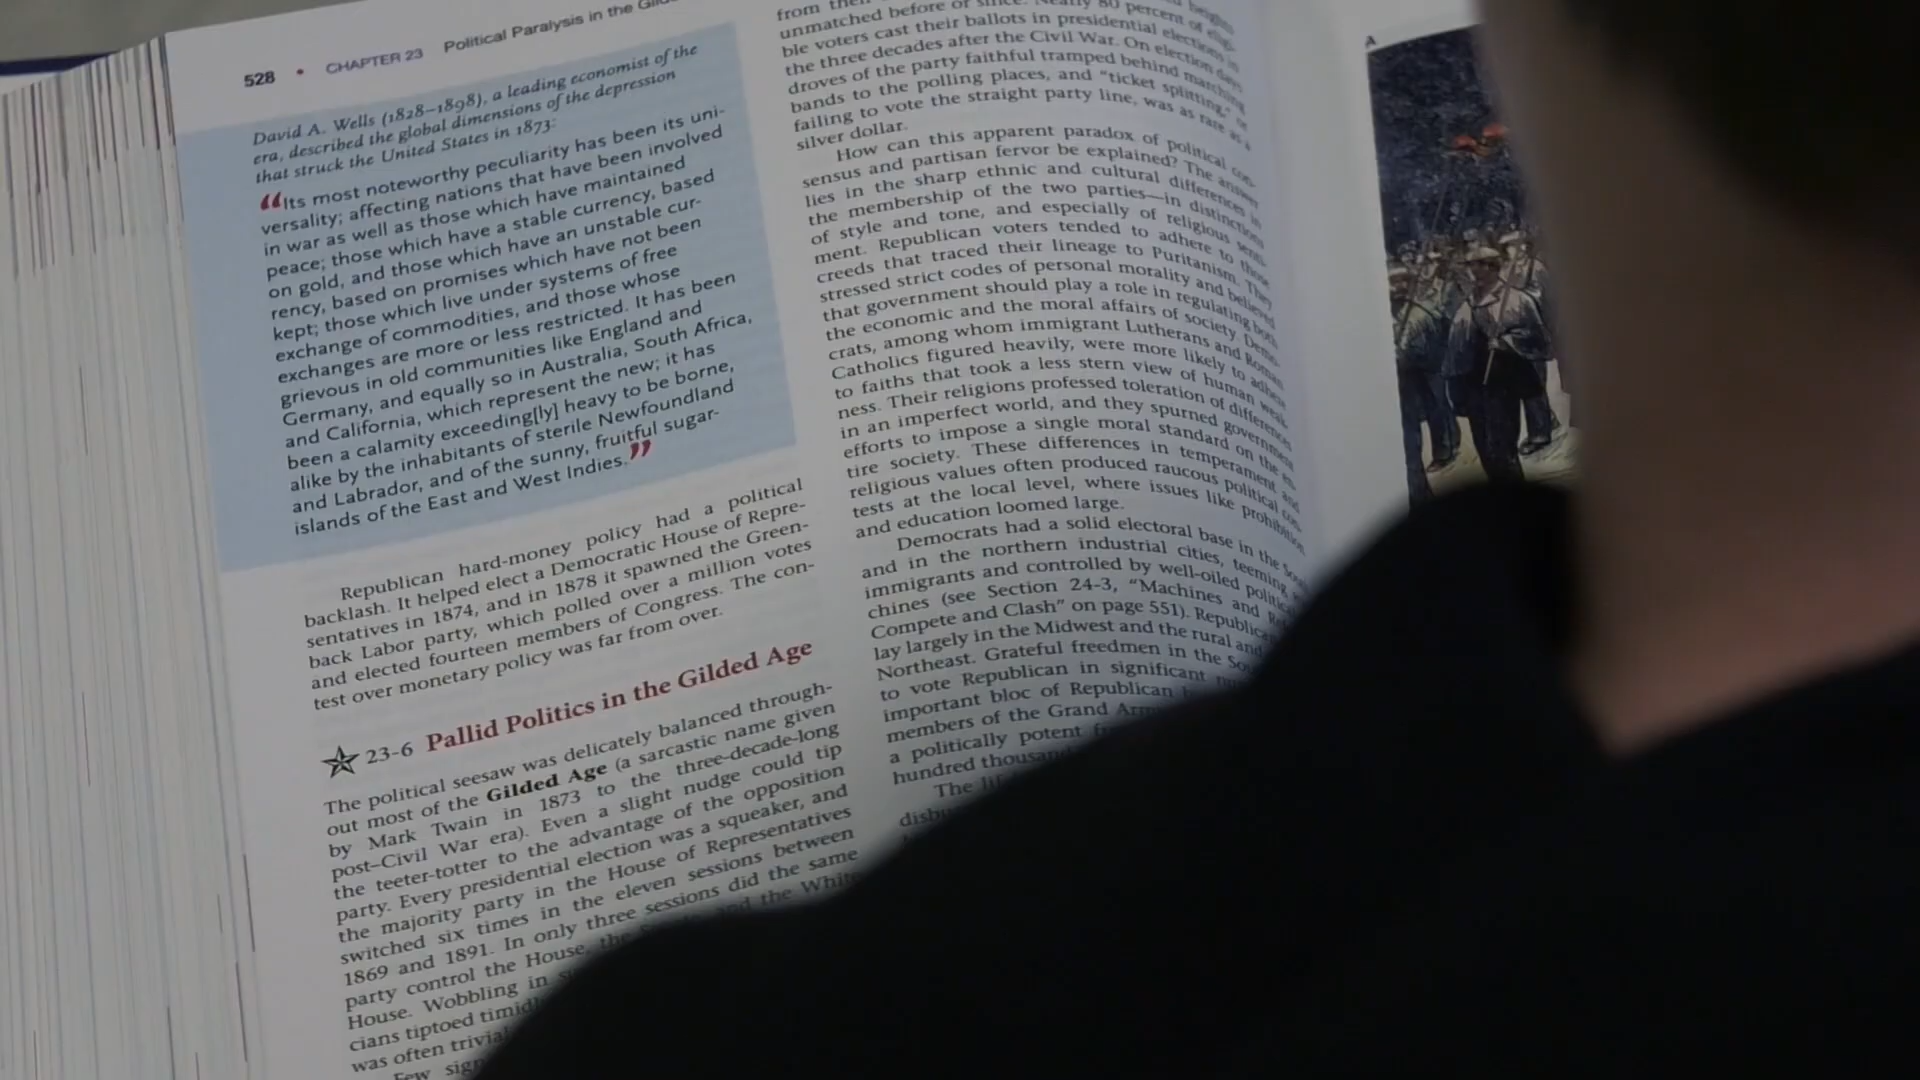 528 • CHAPTER 23 Political Paralysis in the
David A. Wells (1828–1898), a leading economist of the
era, described the global dimensions of the depression
that struck the United States in 1873:
“Its most noteworthy peculiarity has been its uni-
versality; affecting nations that have been involved
in war as well as those which have maintained
peace; those which have a stable currency, based
on gold, and those which have an unstable cur-
rency, based on promises which have not been
kept; those which live under systems of free
exchange of commodities, and those whose
exchanges are more or less restricted. It has been
grievous in old communities like England and
Germany, and equally so in Australia, South Africa,
and California, which represent the new; it has
been a calamity exceeding[ly] heavy to be borne,
alike by the inhabitants of sterile Newfoundland
and Labrador, and of the sunny, fruitful sugar-
islands of the East and West Indies.”
Republican hard-money policy had a political
backlash. It helped elect a Democratic House of Repre-
sentatives in 1874, and in 1878 it spawned the Green-
back Labor party, which polled over a million votes
and elected fourteen members of Congress. The con-
test over monetary policy was far from over.
23-6 Pallid Politics in the Gilded Age
The political seesaw was delicately balanced through-
out most of the Gilded Age (a sarcastic name given
by Mark Twain in 1873 to the three-decade-long
post–Civil War era). Even a slight nudge could tip
the teeter-totter to the advantage of the opposition
party. Every presidential election was a squeaker, and
the majority party in the House of Representatives
switched six times in the eleven sessions between
1869 and 1891. In only three sessions did the same
party control the House, the and the White
House. Wobbling in
cians tiptoed
was often
Few
from
unmatched before or since. Nearly 80 percent of eligi-
ble voters cast their ballots in presidential elections in
the three decades after the Civil War. On election days
droves of the party faithful tramped behind marching
bands to the polling places, and “ticket splitting,” or
failing to vote the straight party line, was as rare as a
silver dollar.
How can this apparent paradox of political con-
sensus and partisan fervor be explained? The answer
lies in the sharp ethnic and cultural differences in
the membership of the two parties—in distinctions
of style and tone, and especially of religious senti-
ment. Republican voters tended to adhere to those
creeds that traced their lineage to Puritanism. They
stressed strict codes of personal morality and believed
that government should play a role in regulating both
the economic and the moral affairs of society. Demo-
crats, among whom immigrant Lutherans and Roman
Catholics figured heavily, were more likely to adhere
to faiths that took a less stern view of human weak-
ness. Their religions professed toleration of differences
in an imperfect world, and they spurned government
efforts to impose a single moral standard on the en-
tire society. These differences in temperament and
religious values often produced raucous political con-
tests at the local level, where issues like prohibition
and education loomed large.
Democrats had a solid electoral base in the South
and in the northern industrial cities, teeming
immigrants and controlled by well-oiled political
chines (see Section 24-3, “Machines and
Compete and Clash” on page 551). Republican
lay largely in the Midwest and the rural and
Northeast. Grateful freedmen in the
to vote Republican in significant
important bloc of Republican
members of the Grand
a politically potent
hundred thousand
The
A